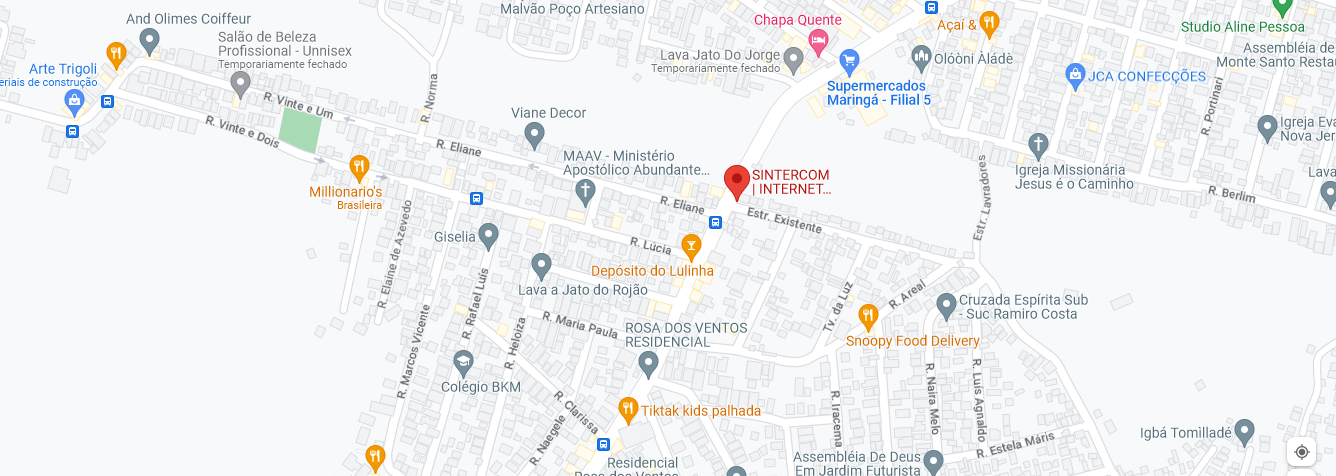 Malvão Poço Artesiano
And Olimes Coiffeur
Chapa Quente
Açaí &
Studio Aline Pessoa
Salão de Beleza
Profissional - Unnisex
Temporariamente fechado
Lava Jato Do Jorge
Temporariamente fechado
Olóòni Àládè
Assembléia de
Monte Santo Restau
Arte Trigoli
eriais de construção
R. Norma
Supermercados
Maringá - Filial 5
JCA CONFECÇÕES
R. Portinari
R. Vinte e Um
R. Vinte e Dois
Viane Decor
Igreja Eva
Nova Jer
R. Eliane
MAAV - Ministério
Apostólico Abundante...
SINTERCOM
| INTERNET...
Igreja Missionária
Jesus é o Caminho
Lava
Millionario's
Brasileira
R. Berlim
R. Eliane
Estr. Existente
Estr. Lavradores
R. Elaine de Azevedo
Giselia
R. Lúcia
Depósito do Lulinha
Lava a Jato do Rojão
R. Rafael Luís
R. Marcos Vicente
R. Heloiza
R. Maria Paula
Tv. da Luz
R. Areal
Cruzada Espírita Sub
- Suc Ramiro Costa
ROSA DOS VENTOS
RESIDENCIAL
Snoopy Food Delivery
Colégio BKM
R. Clarissa
R. Naegele
Tiktak kids palhada
R. Iracema
R. Naira Melo
R. Luís Agnaldo
R. Estela Máris
Igbá Tomilladé
Residencial
Rosa dos Ventos
Assembléia De Deus
Em Jardim Futurista